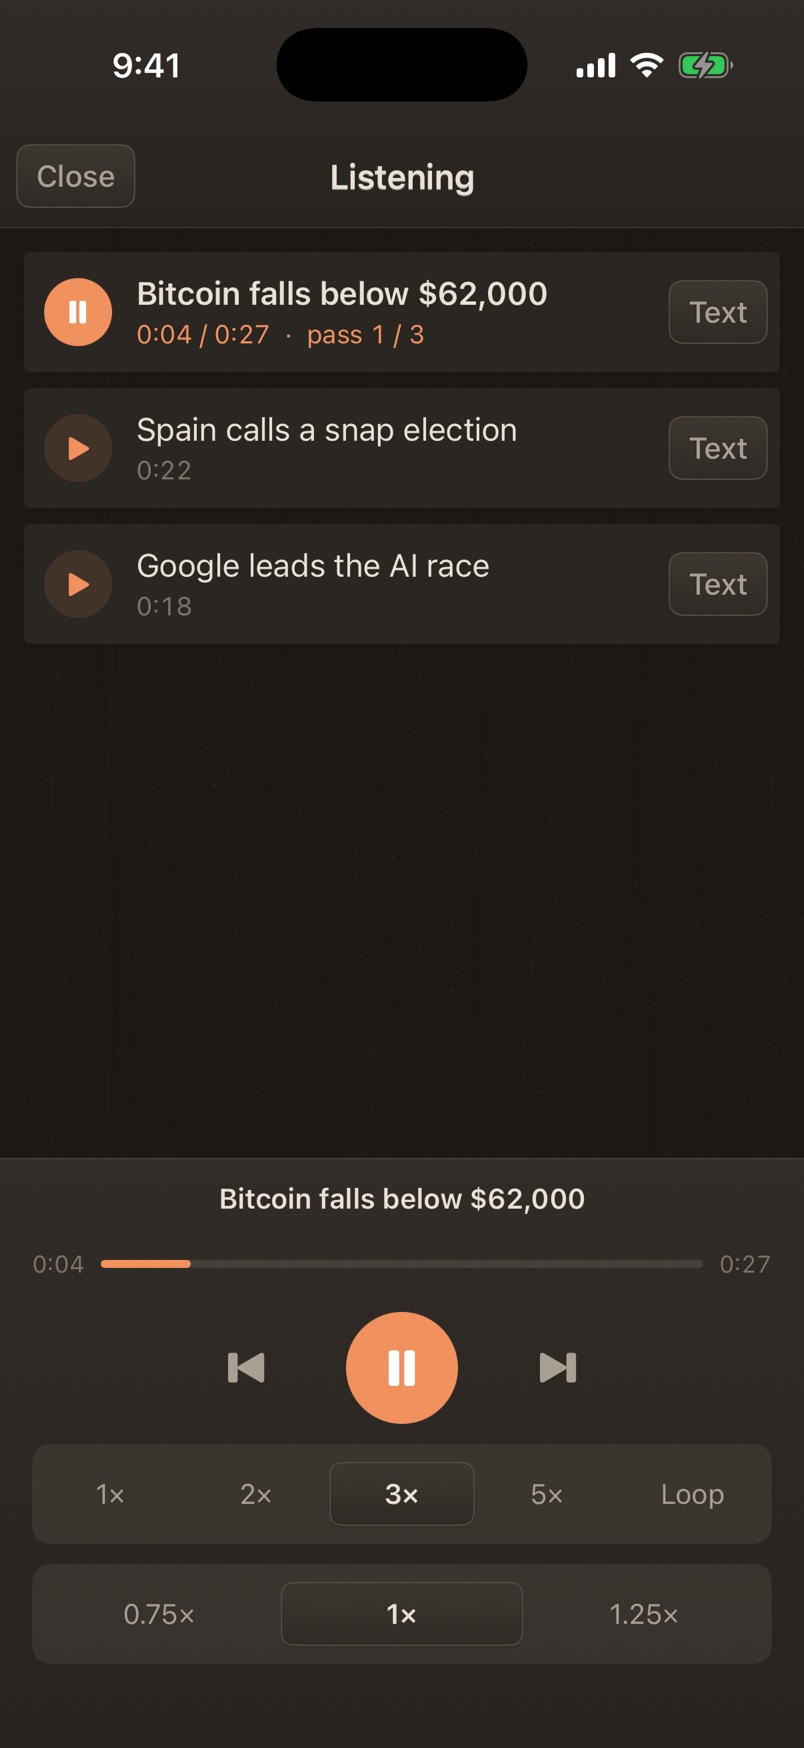 9:41
Close
Listening
Bitcoin falls below $62,000
0:04 / 0:27 · pass 1 / 3
Text
Spain calls a snap election
0:22
Text
Google leads the AI race
0:18
Text
Bitcoin falls below $62,000
0:04
0:27
1×
2×
3×
5×
Loop
0.75×
1×
1.25×